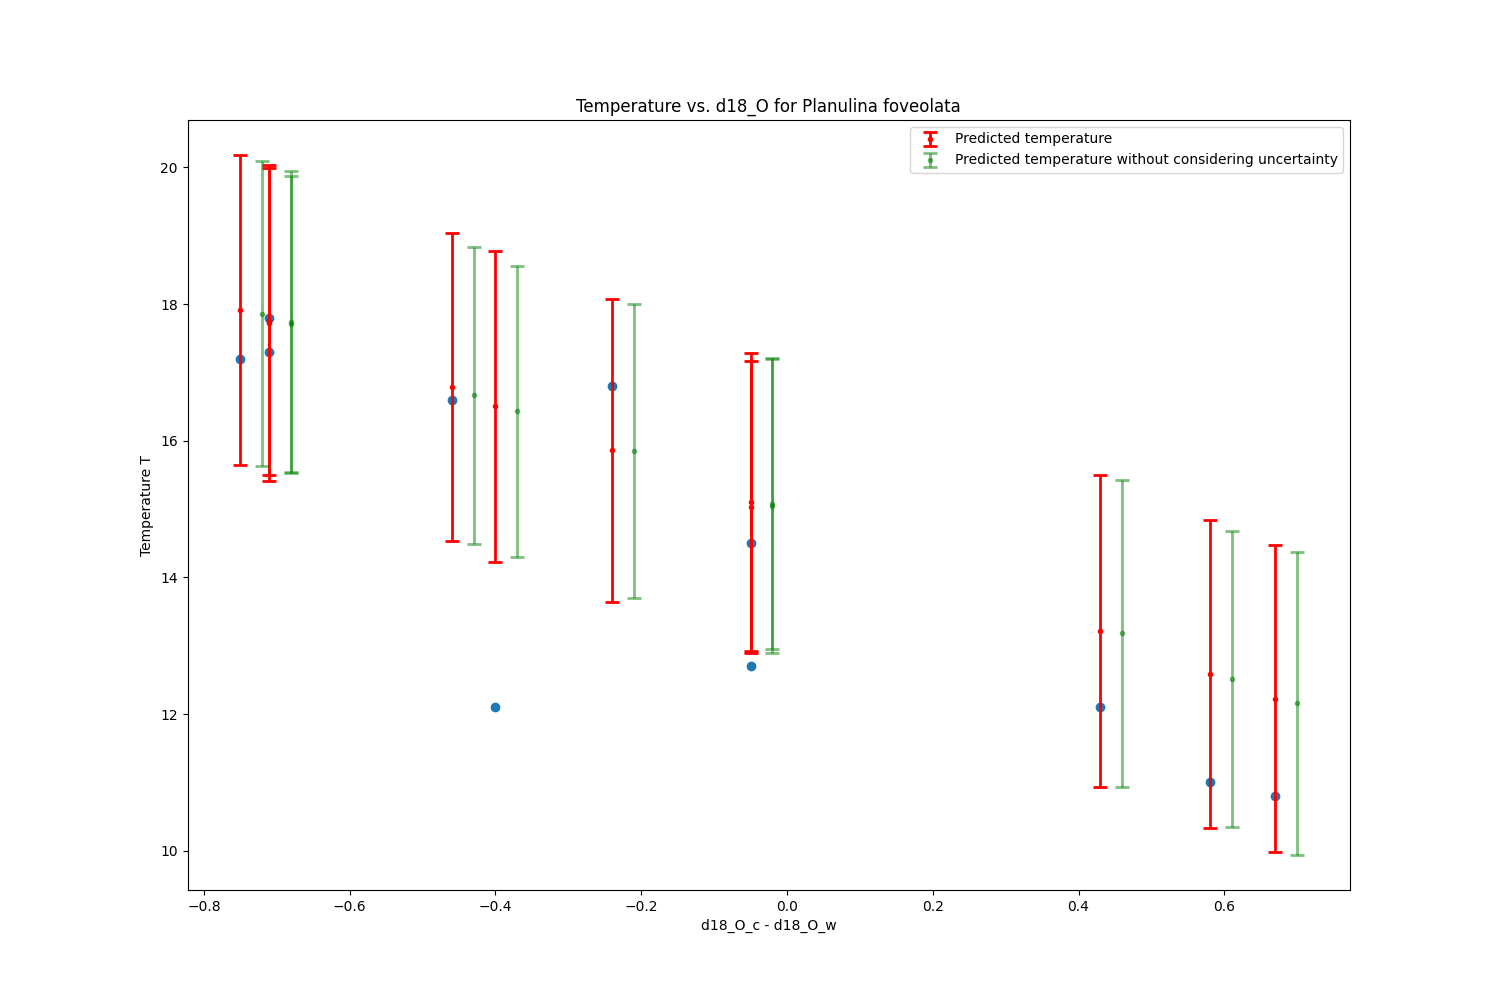 Temperature vs. d18_O for Planulina foveolata
Predicted temperature
Predicted temperature without considering uncertainty
20
18
16
14
12
10
Temperature T
−0.8
−0.6
−0.4
−0.2
0.0
0.2
0.4
0.6
d18_O_c - d18_O_w